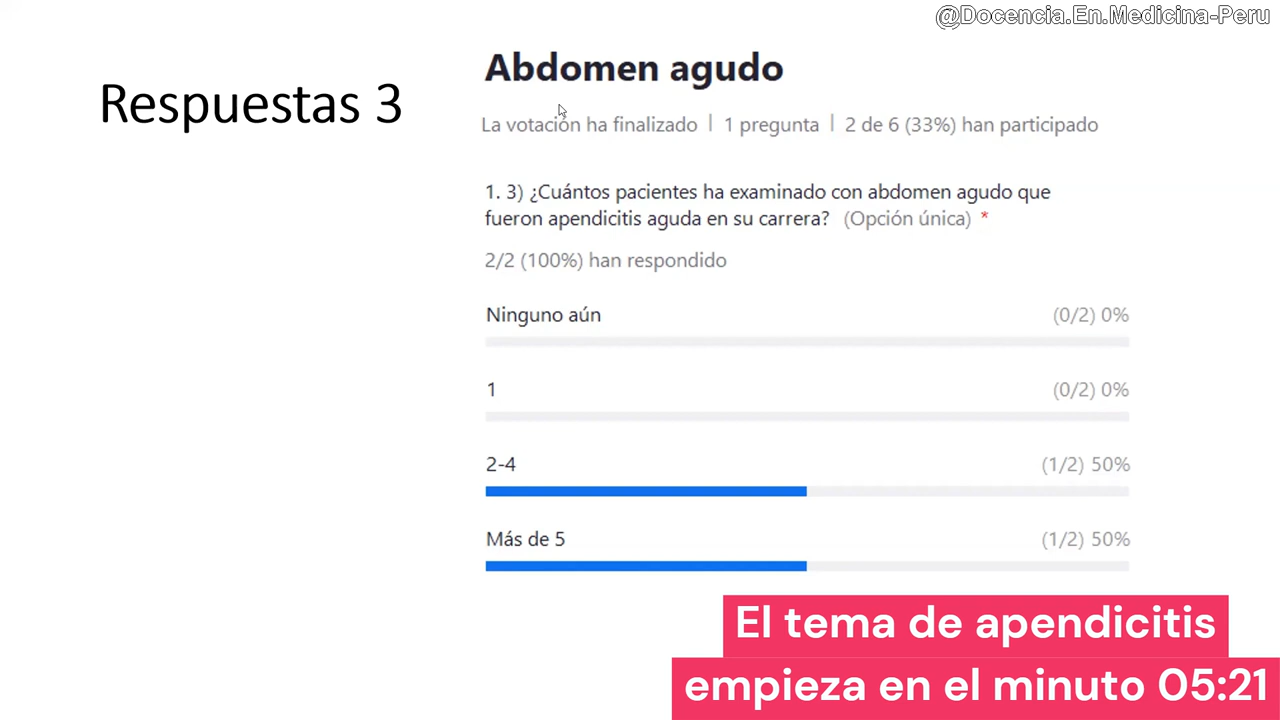 @Docencia.En.Medicina-Peru
Respuestas 3
Abdomen agudo
La votación ha finalizado | 1 pregunta | 2 de 6 (33%) han participado
1. 3) ¿Cuántos pacientes ha examinado con abdomen agudo que
fueron apendicitis aguda en su carrera? (Opción única) *
2/2 (100%) han respondido
Ninguno aún (0/2) 0%
1 (0/2) 0%
2-4 (1/2) 50%
Más de 5 (1/2) 50%
El tema de apendicitis
empieza en el minuto 05:21